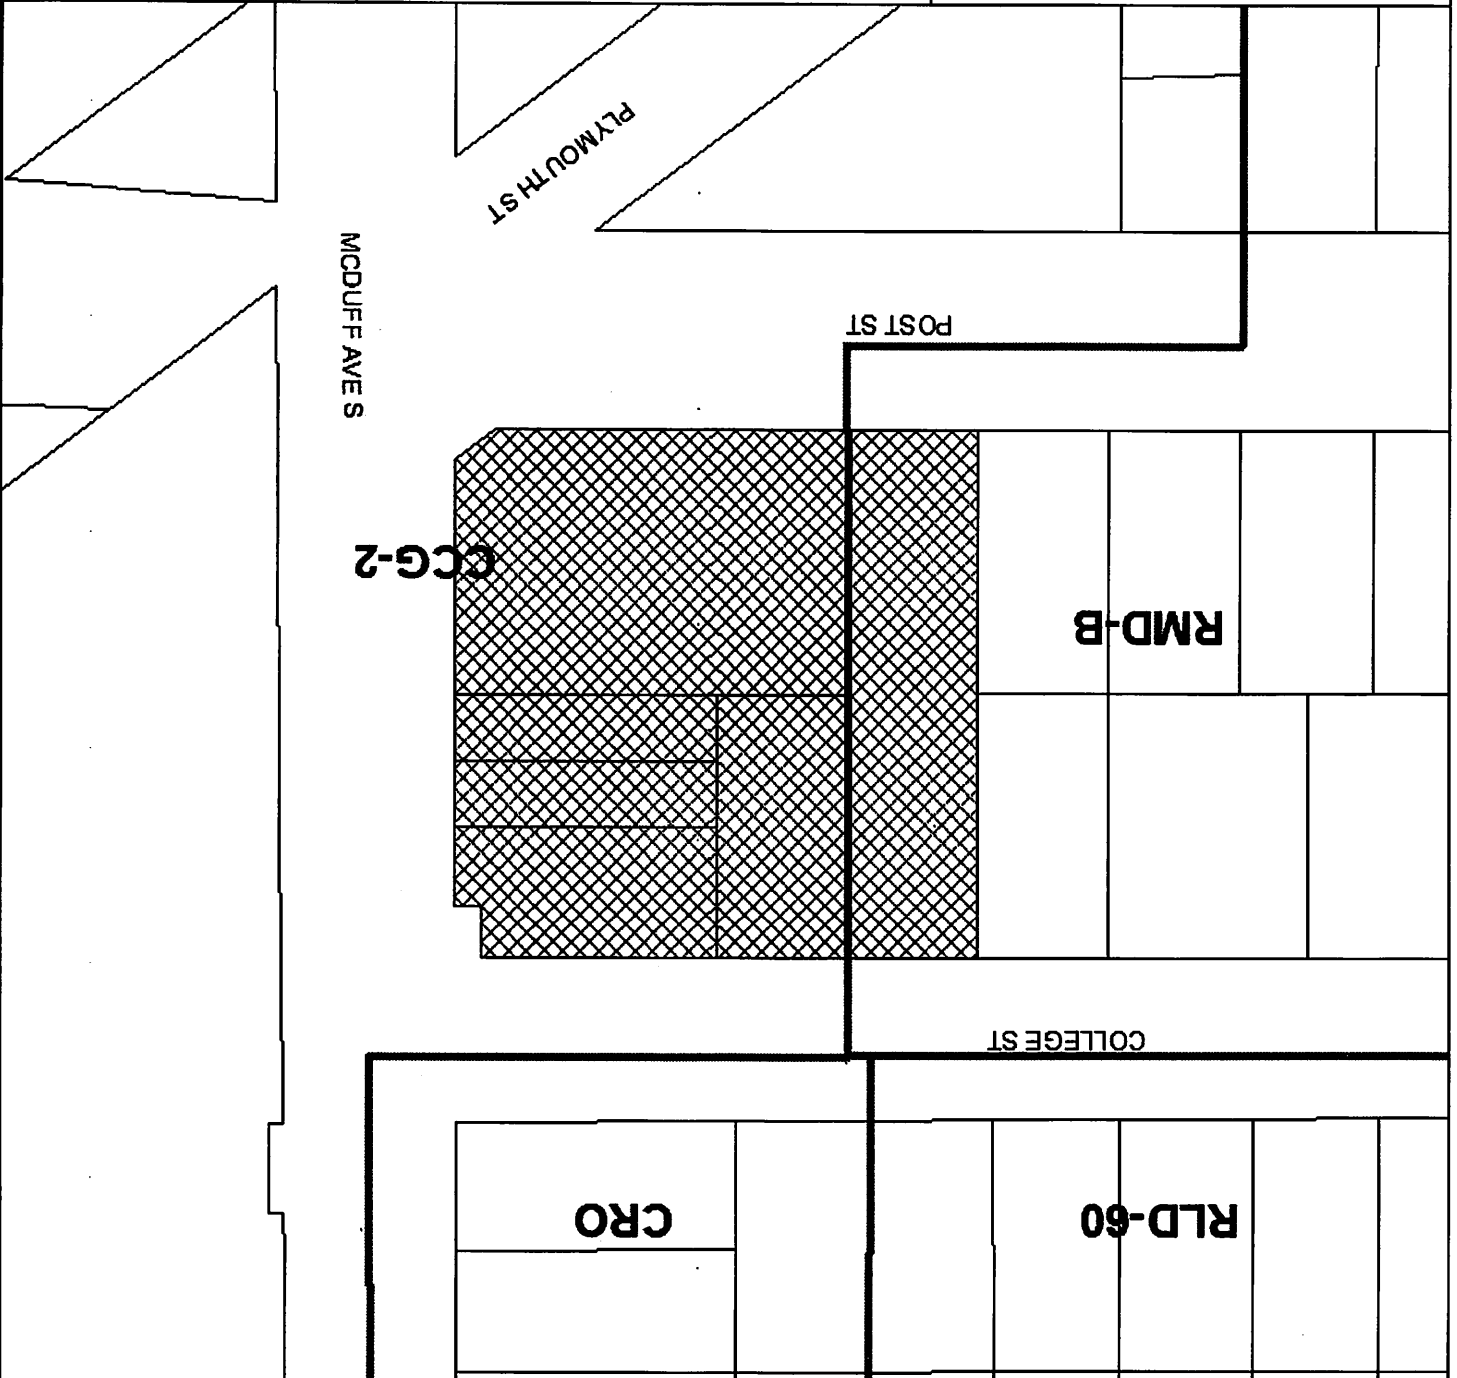 RLD-60
CRO
COLLEGE ST
RMD-B
CCG-2
POST ST
MCDUFF AVE S
PLYMOUTH ST